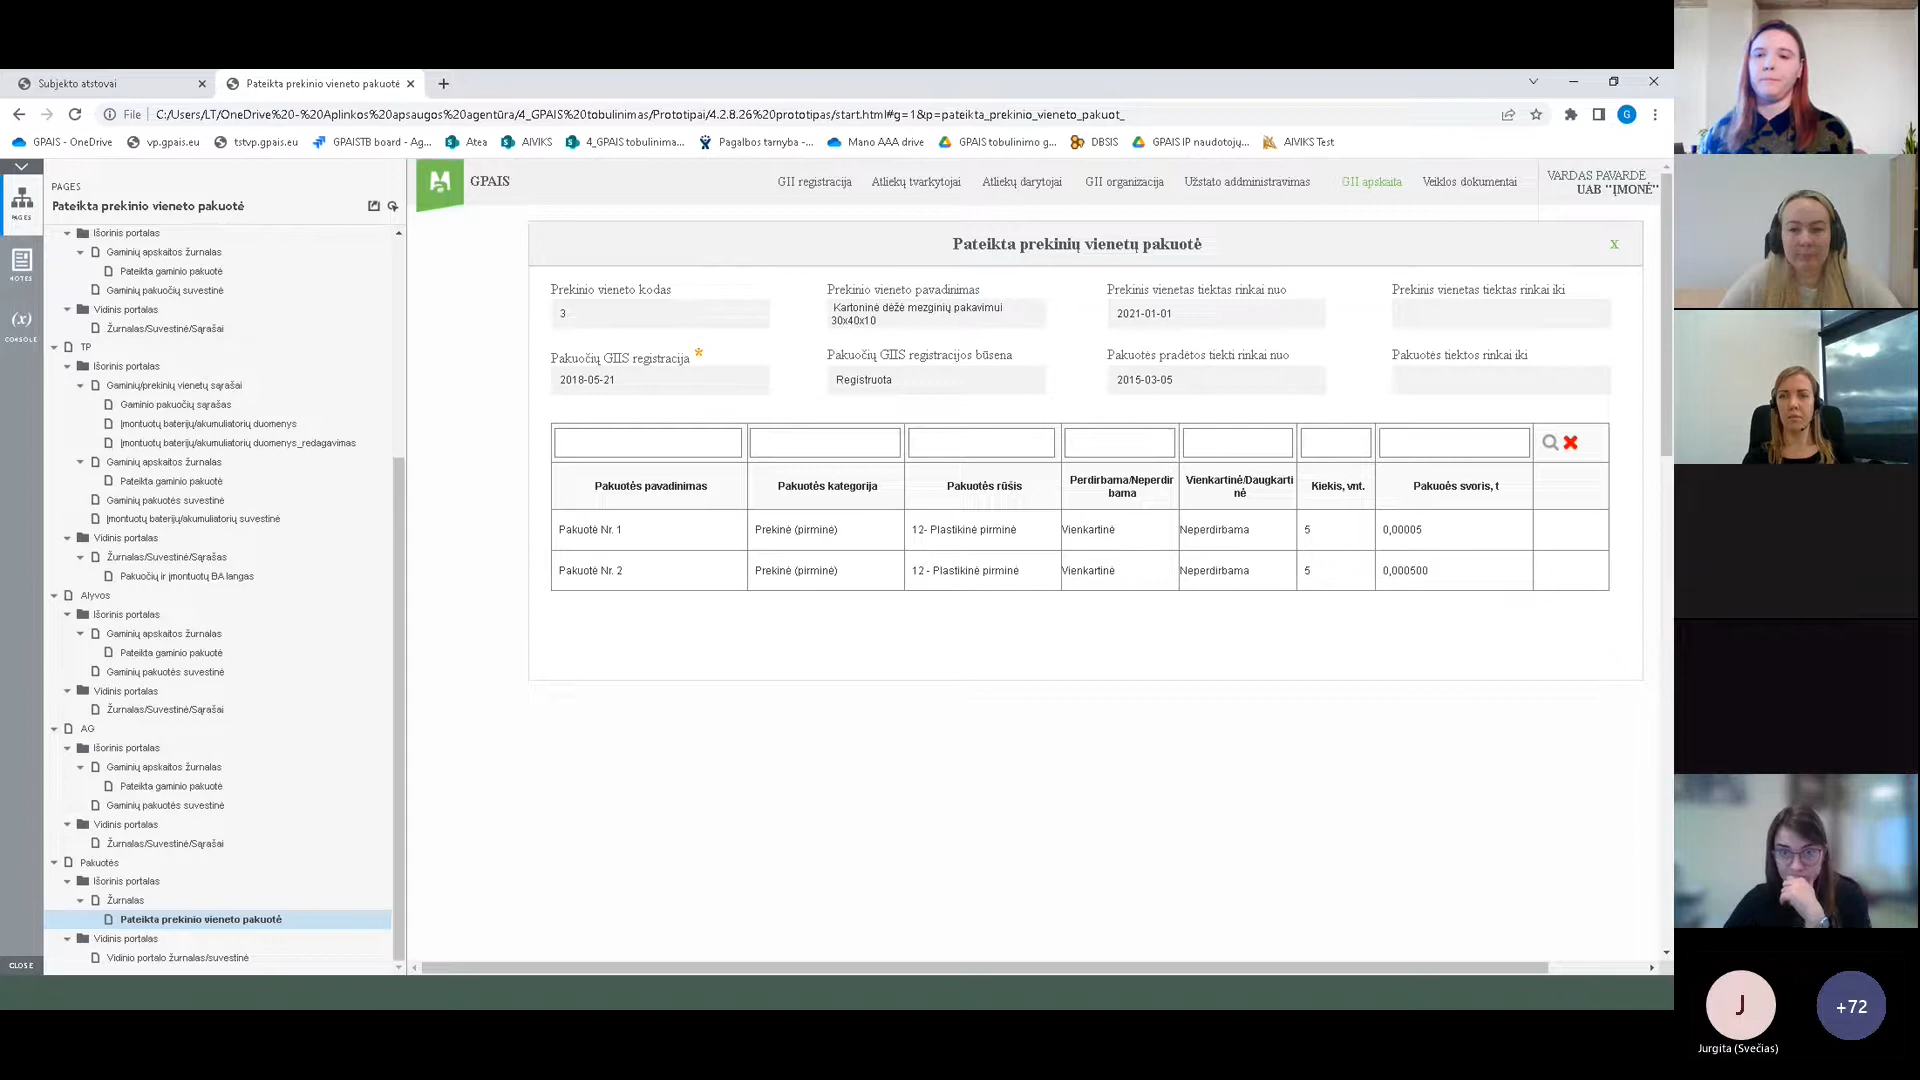 Subjekto atstovai
Pateikta prekinio vieneto pakuotė
File C:/Users/LT/OneDrive%20-%20Aplinkos%20apsaugos%20agentūra/4_GPAIS%20tobulinimas/Prototipai/4.2.8.26%20prototipas/start.html#g=1&p=pateikta_prekinio_vieneto_pakuot_
G
GPAIS - OneDrive vp.gpais.eu tstvp.gpais.eu GPAISTB board - Ag... Atea AIVIKS 4_GPAIS tobulinima... Pagalbos tarnyba -... Mano AAA drive GPAIS tobulinimo g... DBSIS GPAIS IP naudotojų... AIVIKS Test
PAGES
NOTES
(x)
CONSOLE
CLOSE
PAGES
Pateikta prekinio vieneto pakuotė
Išorinis portalas
Gaminių apskaitos žurnalas
Pateikta gaminio pakuotė
Gaminių pakuočių suvestinė
Vidinis portalas
Žurnalas/Suvestinė/Sąrašai
TP
Išorinis portalas
Gaminių/prekinių vienetų sąrašai
Gaminio pakuočių sąrašas
Įmontuotų baterijų/akumuliatorių duomenys
Įmontuotų baterijų/akumuliatorių duomenys_redagavimas
Gaminių apskaitos žurnalas
Pateikta gaminio pakuotė
Gaminių pakuotės suvestinė
Įmontuotų baterijų/akumuliatorių suvestinė
Vidinis portalas
Žurnalas/Suvestinė/Sąrašas
Pakuočių ir įmontuotų BA langas
Alyvos
Išorinis portalas
Gaminių apskaitos žurnalas
Pateikta gaminio pakuotė
Gaminių pakuotės suvestinė
Vidinis portalas
Žurnalas/Suvestinė/Sąrašai
AG
Išorinis portalas
Gaminių apskaitos žurnalas
Pateikta gaminio pakuotė
Gaminių pakuotės suvestinė
Vidinis portalas
Žurnalas/Suvestinė/Sąrašai
Pakuotės
Išorinis portalas
Žurnalas
Pateikta prekinio vieneto pakuotė
Vidinis portalas
Vidinio portalo žurnalas/suvestinė
GPAIS
GII registracija Atliekų tvarkytojai Atliekų darytojai GII organizacija Užstato addministravimas GII apskaita Veiklos dokumentai
VARDAS PAVARDĖ
UAB "ĮMONĖ"
Pateikta prekinių vienetų pakuotė x
Prekinio vieneto kodas Prekinio vieneto pavadinimas Prekinis vienetas tiektas rinkai nuo Prekinis vienetas tiektas rinkai iki
3 Kartoninė dėžė mezginių pakavimui 30x40x10 2021-01-01
Pakuočių GIIS registracija * Pakuočių GIIS registracijos būsena Pakuotės pradėtos tiekti rinkai nuo Pakuotės tiektos rinkai iki
2018-05-21 Registruota 2015-03-05
Pakuotės pavadinimas Pakuotės kategorija Pakuotės rūšis Perdirbama/Neperdirbama Vienkartinė/Daugkartinė Kiekis, vnt. Pakuoės svoris, t
Pakuotė Nr. 1 Prekinė (pirminė) 12- Plastikinė pirminė Vienkartinė Neperdirbama 5 0,00005
Pakuotė Nr. 2 Prekinė (pirminė) 12 - Plastikinė pirminė Vienkartinė Neperdirbama 5 0,000500
J
+72
Jurgita (Svečias)